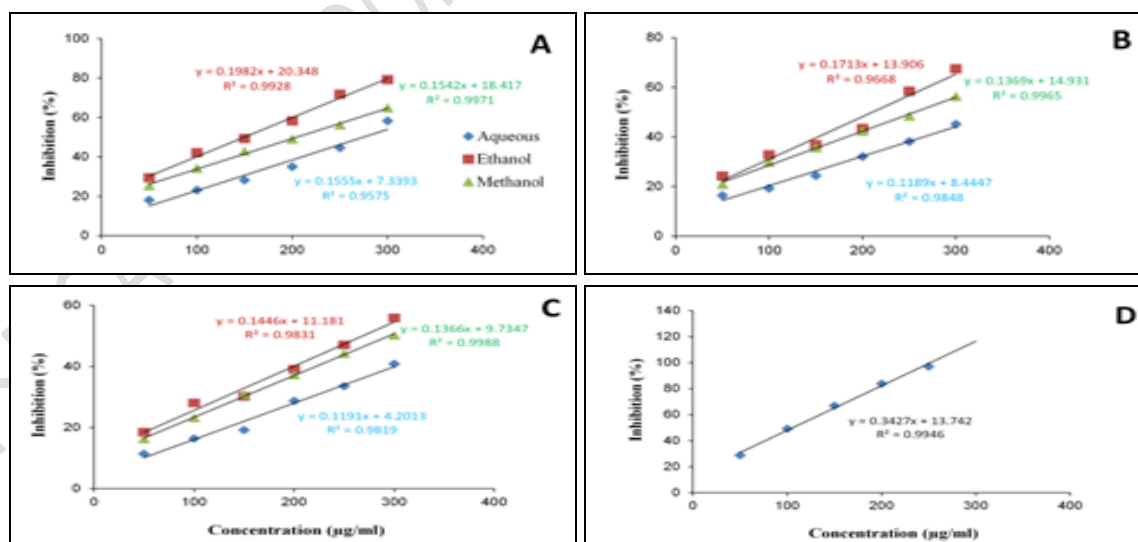 A
100
80
60
40
20
0
Inhibition (%)
y = 0.1982x + 20.348
R² = 0.9928
y = 0.1542x + 18.417
R² = 0.9971
Aqueous
Ethanol
Methanol
y = 0.1555x + 7.3393
R² = 0.9575
0 100 200 300 400
B
80
60
40
20
0
Inhibition (%)
y = 0.1713x + 13.906
R² = 0.9668
y = 0.1369x + 14.931
R² = 0.9965
y = 0.1189x + 8.4447
R² = 0.9848
0 100 200 300 400
C
60
40
20
0
Inhibition (%)
y = 0.1446x + 11.181
R² = 0.9831
y = 0.1366x + 9.7347
R² = 0.9988
y = 0.1191x + 4.2013
R² = 0.9819
0 100 200 300 400
Concentration (µg/ml)
D
140
120
100
80
60
40
20
0
Inhibition (%)
y = 0.3427x + 13.742
R² = 0.9946
0 100 200 300 400
Concentration (µg/ml)